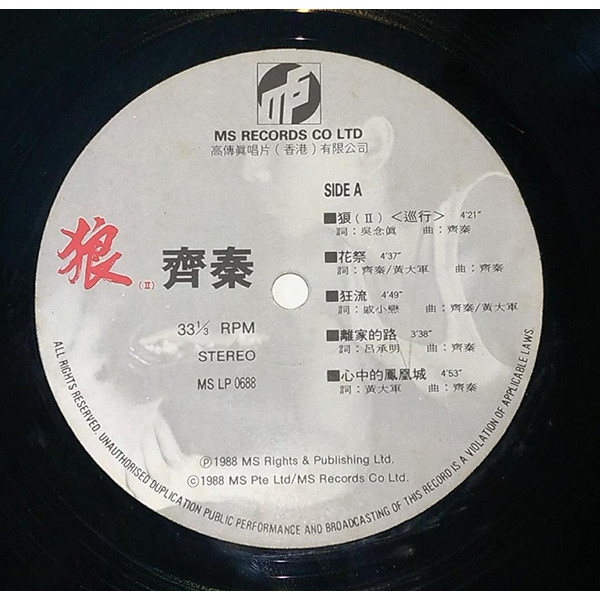 MS RECORDS CO LTD
高傳眞唱片(香港)有限公司
SIDE A
■狼(II)<巡行> 4'21"
詞:吳念眞 曲:齊秦
■花祭 4'37"
詞:齊秦/黃大軍 曲:齊秦
■狂流 4'49"
詞:戚小戀 曲:齊秦/黃大軍
■離家的路 3'38"
詞:呂承明 曲:齊秦
■心中的鳳凰城 4'53"
詞:黃大軍 曲:齊秦
狼(II) 齊秦
33⅓ RPM
STEREO
MS LP 0688
Ⓟ1988 MS Rights & Publishing Ltd.
©1988 MS Pte Ltd/MS Records Co Ltd.
ALL RIGHTS RESERVED. UNAUTHORISED DUPLICATION PUBLIC PERFORMANCE AND BROADCASTING OF THIS RECORD IS A VIOLATION OF APPLICABLE LAWS.